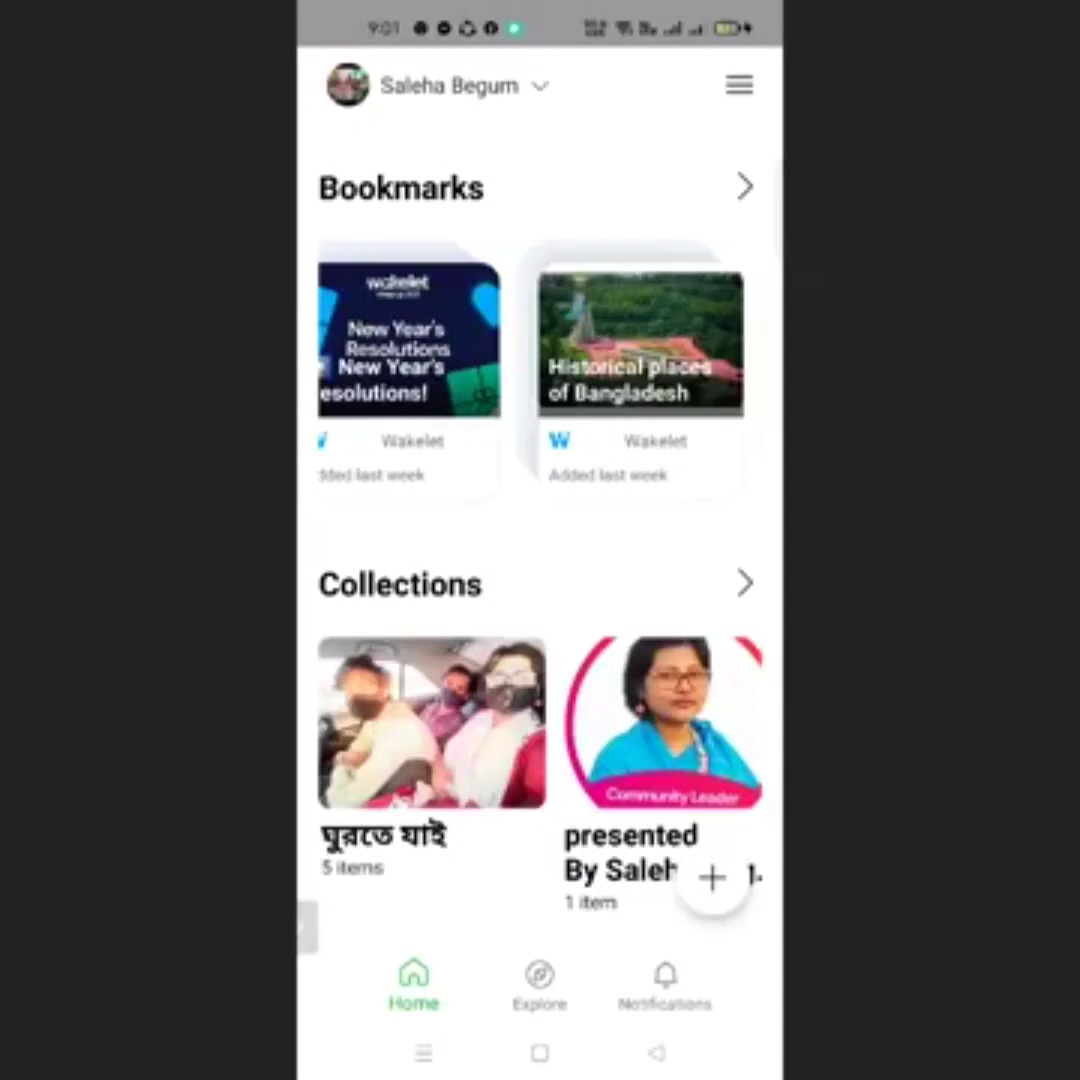 9:01
Saleha Begum
Bookmarks
wakelet
New Year's
Resolutions
New Year's
esolutions!
Historical places
of Bangladesh
Wakelet
W Wakelet
dded last week
Added last week
Collections
Community Leader
ঘুরতে যাই
5 items
presented
By Saleh
1 item
Home
Explore
Notifications